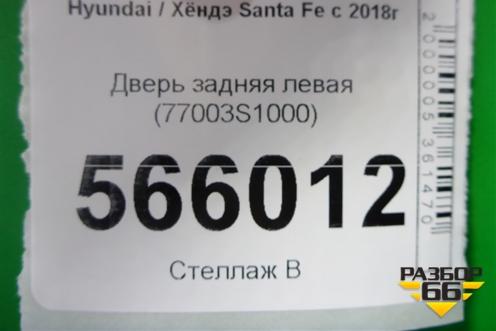 Hyundai / Хёндэ Santa Fe с 2018г
Дверь задняя левая
(77003S1000)
566012
Стеллаж В
2000005361470
РАЗБОР
66